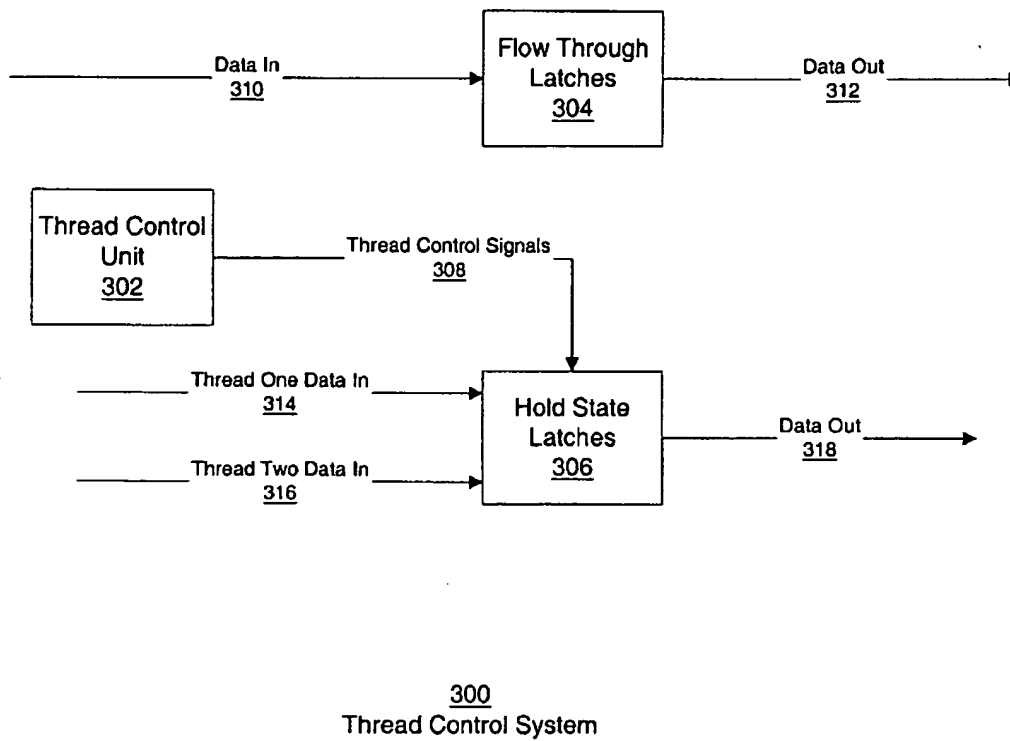 Flow Through
Latches
304
Data In
310
Data Out
312
Thread Control
Unit
302
Thread Control Signals
308
Thread One Data In
314
Thread Two Data In
316
Hold State
Latches
306
Data Out
318
300
Thread Control System